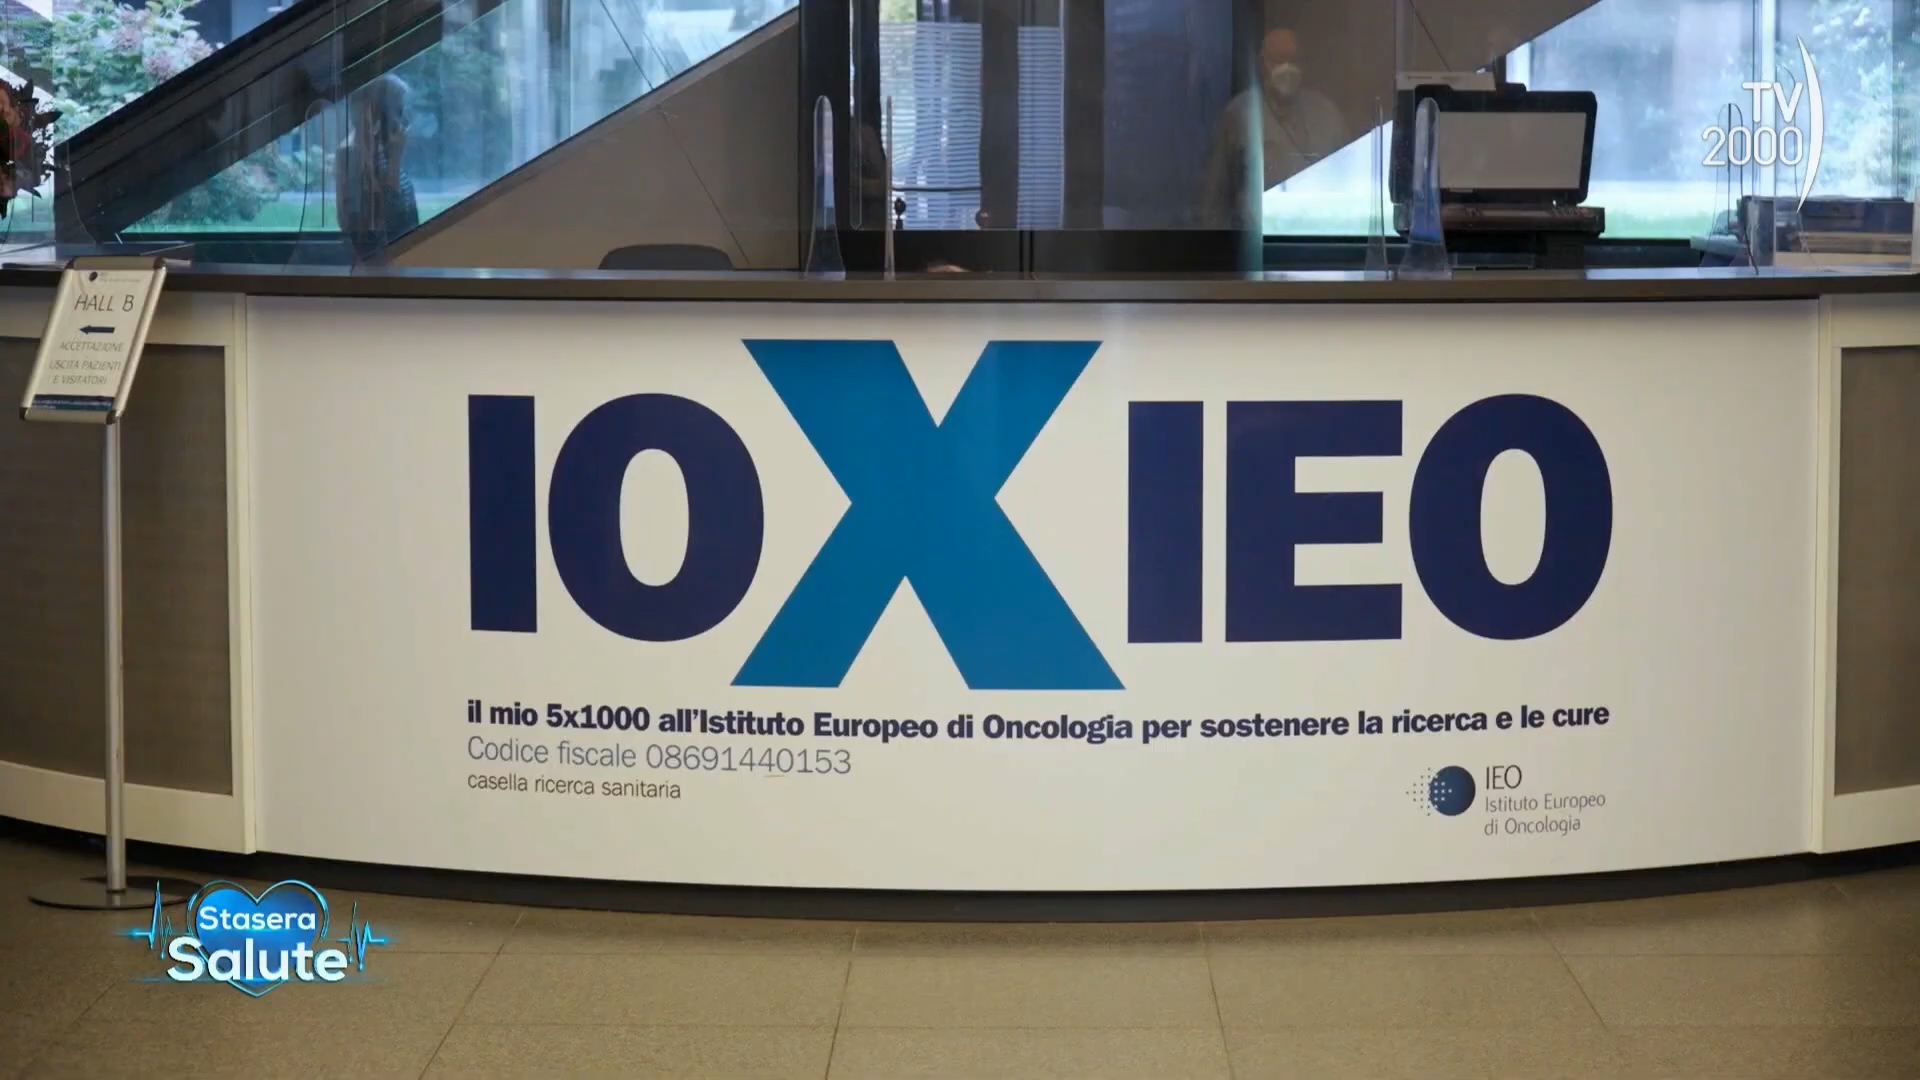 TV
2000
HALL B
ACCETTAZIONE
USCITA PAZIENTI
E VISITATORI
IOXIEO
il mio 5x1000 all'Istituto Europeo di Oncologia per sostenere la ricerca e le cure
Codice fiscale 08691440153
casella ricerca sanitaria
IEO
Istituto Europeo
di Oncologia
Stasera
Salute